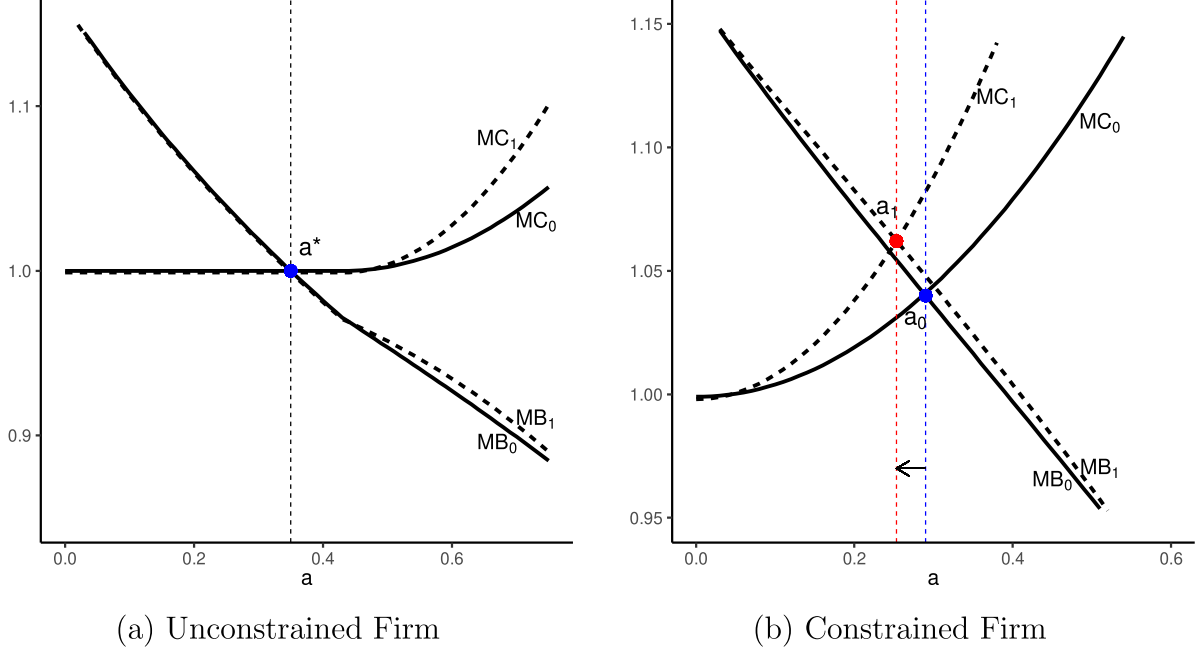 1.1
1.0
0.9
MC₁
MC₀
a*
MB₁
MB₀
0.0 0.2 0.4 0.6
a
(a) Unconstrained Firm
1.15
1.10
1.05
1.00
0.95
MC₁
MC₀
a₁
a₀
MB₁
MB₀
0.0 0.2 0.4 0.6
a
(b) Constrained Firm